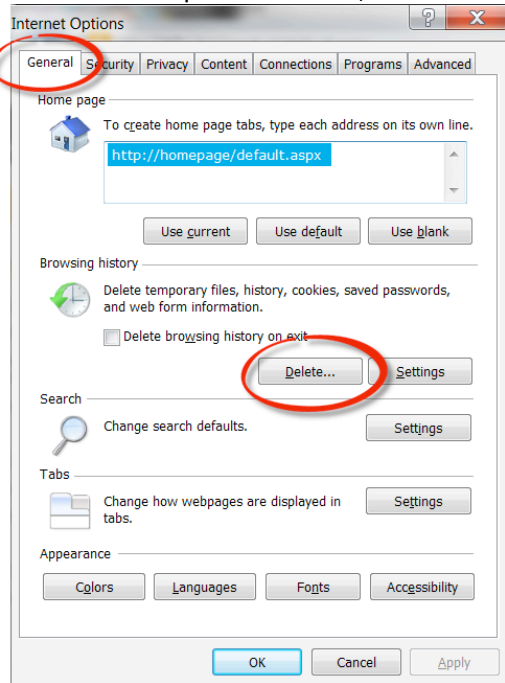 Internet Options
General Security Privacy Content Connections Programs Advanced
Home page
To create home page tabs, type each address on its own line.
http://homepage/default.aspx
Use current Use default Use blank
Browsing history
Delete temporary files, history, cookies, saved passwords,
and web form information.
Delete browsing history on exit
Delete... Settings
Search
Change search defaults.
Settings
Tabs
Change how webpages are displayed in
tabs.
Settings
Appearance
Colors Languages Fonts Accessibility
OK Cancel Apply